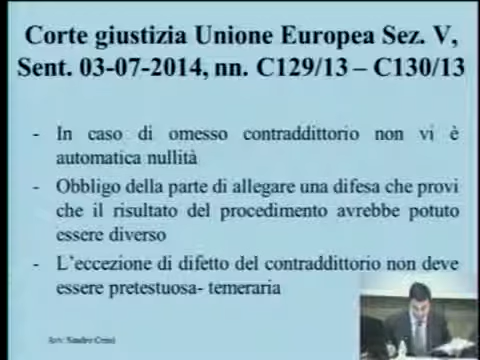 Corte giustizia Unione Europea Sez. V,
Sent. 03-07-2014, nn. C129/13 – C130/13
- In caso di omesso contraddittorio non vi è
automatica nullità
- Obbligo della parte di allegare una difesa che provi
che il risultato del procedimento avrebbe potuto
essere diverso
- L'eccezione di difetto del contraddittorio non deve
essere pretestuosa- temeraria